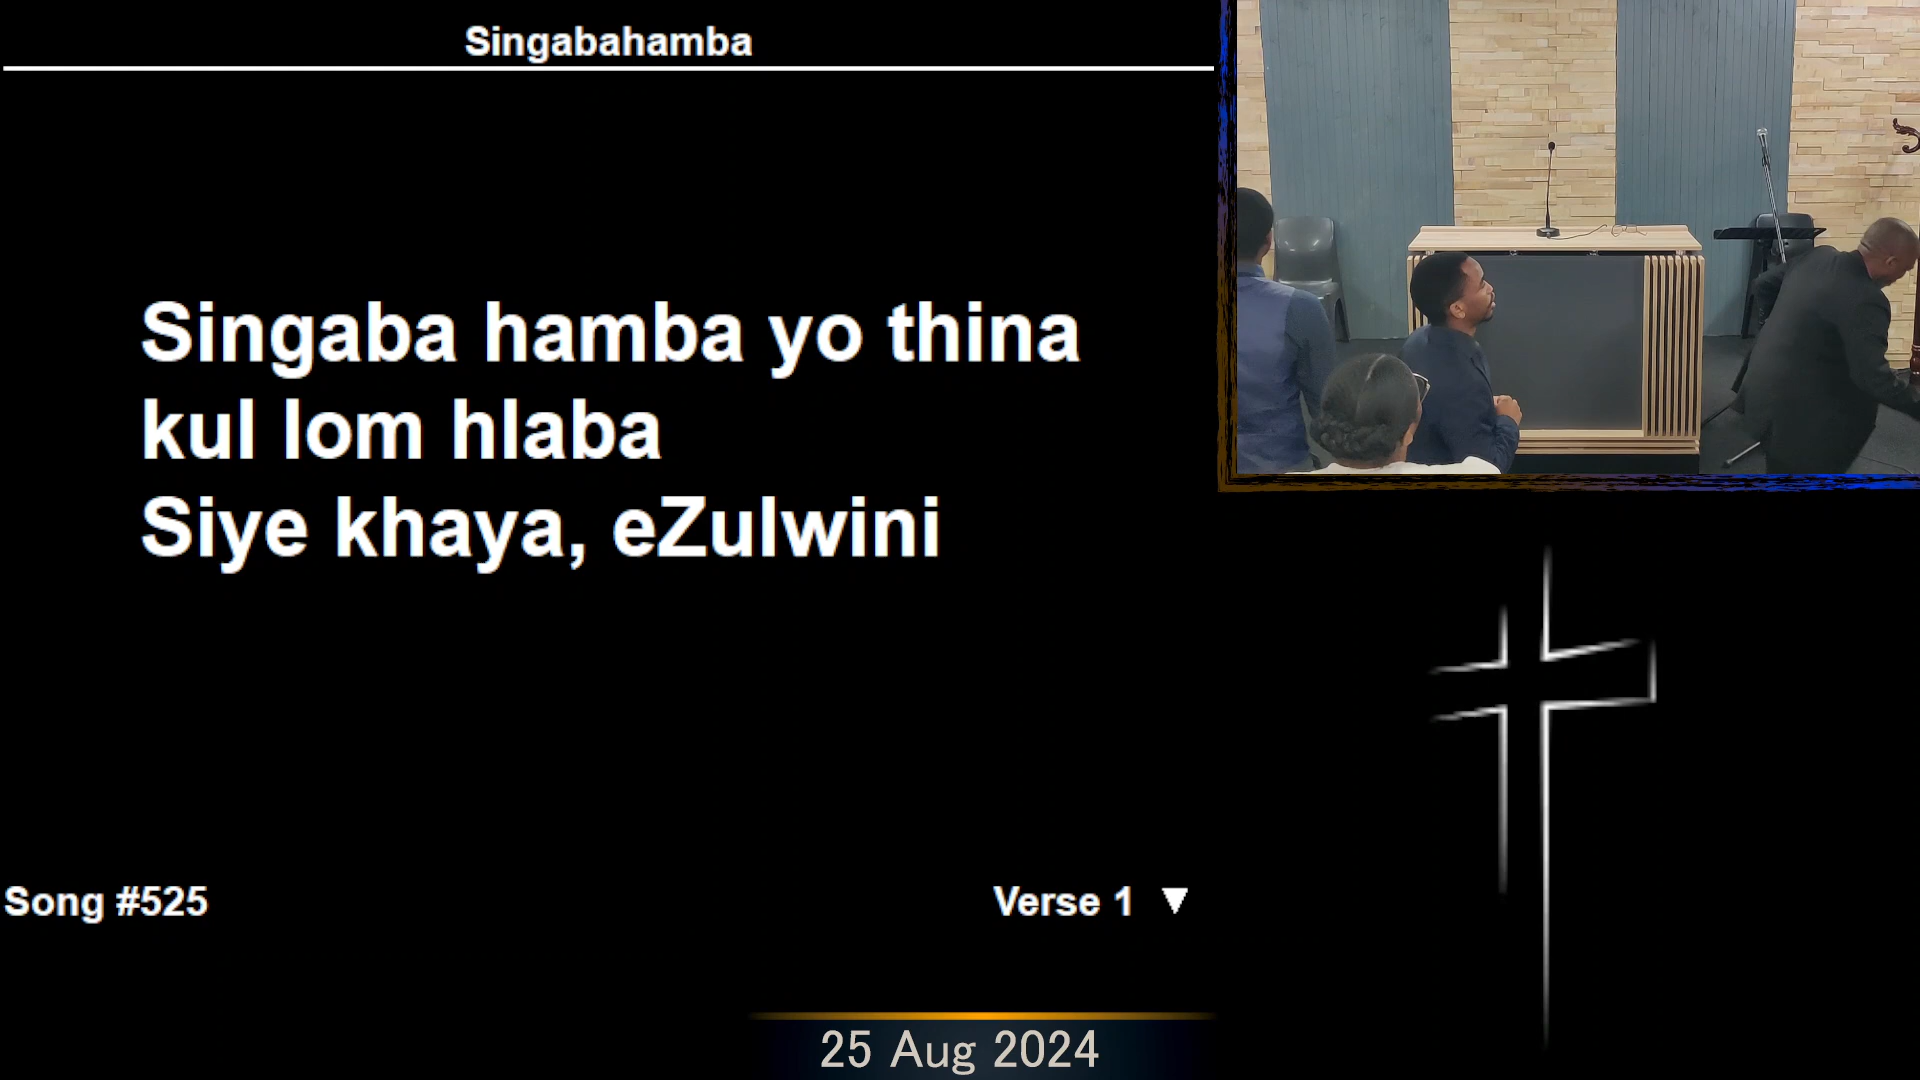 Singabahamba
Singaba hamba yo thina
kul lom hlaba
Siye khaya, eZulwini
Song #525
Verse 1 ▼
25 Aug 2024